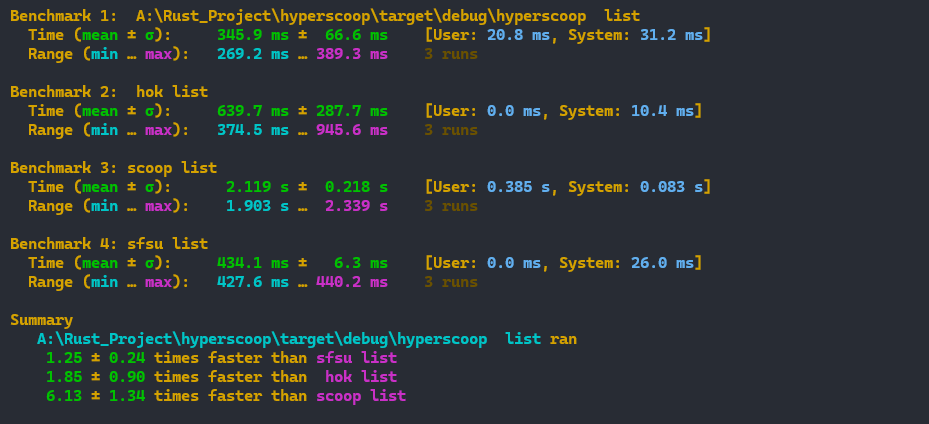 Benchmark 1:  A:\Rust_Project\hyperscoop\target\debug\hyperscoop  list
  Time (mean ± σ):     345.9 ms ±  66.6 ms    [User: 20.8 ms, System: 31.2 ms]
  Range (min … max):   269.2 ms … 389.3 ms    3 runs
Benchmark 2:  hok list
  Time (mean ± σ):     639.7 ms ± 287.7 ms    [User: 0.0 ms, System: 10.4 ms]
  Range (min … max):   374.5 ms … 945.6 ms    3 runs
Benchmark 3: scoop list
  Time (mean ± σ):      2.119 s ±  0.218 s    [User: 0.385 s, System: 0.083 s]
  Range (min … max):    1.903 s …  2.339 s    3 runs
Benchmark 4: sfsu list
  Time (mean ± σ):     434.1 ms ±   6.3 ms    [User: 0.0 ms, System: 26.0 ms]
  Range (min … max):   427.6 ms … 440.2 ms    3 runs
Summary
   A:\Rust_Project\hyperscoop\target\debug\hyperscoop  list ran
    1.25 ± 0.24 times faster than sfsu list
    1.85 ± 0.90 times faster than  hok list
    6.13 ± 1.34 times faster than scoop list